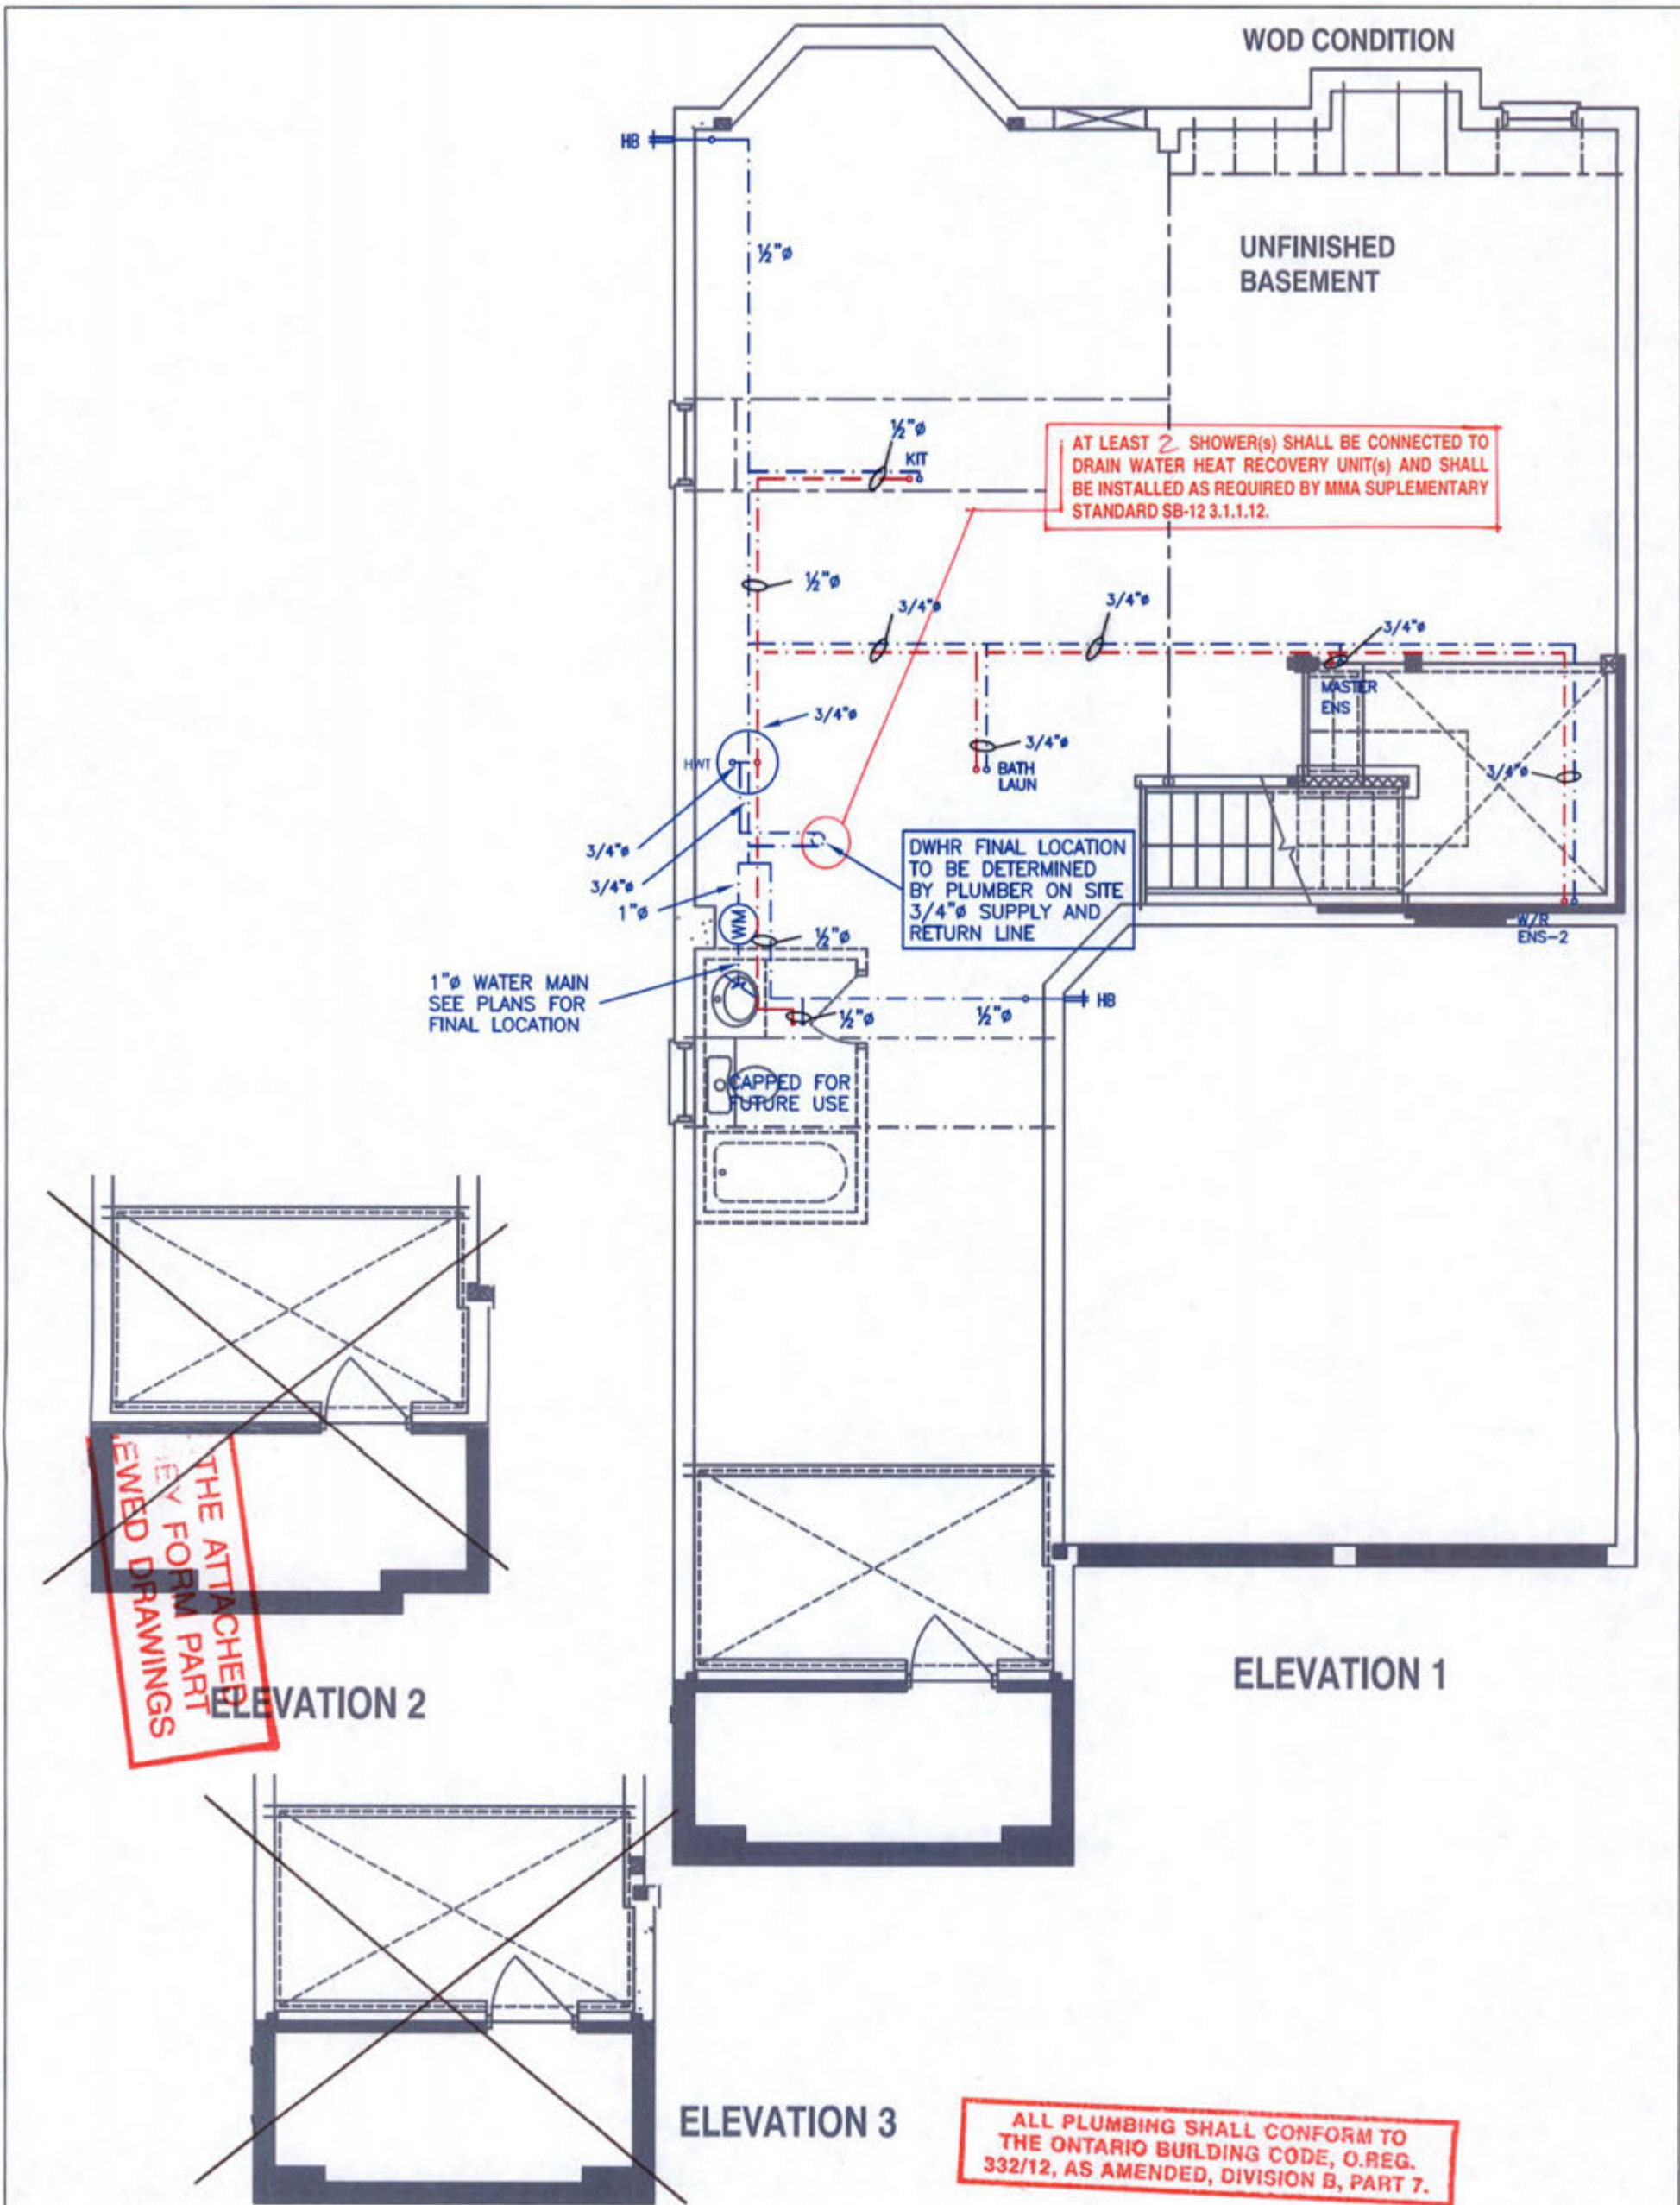 WOD CONDITION
HB
½"ø
UNFINISHED
BASEMENT
½"ø
KIT
AT LEAST 2 SHOWER(s) SHALL BE CONNECTED TO
DRAIN WATER HEAT RECOVERY UNIT(s) AND SHALL
BE INSTALLED AS REQUIRED BY MMA SUPLEMENTARY
STANDARD SB-12 3.1.1.12.
½"ø
3/4"ø
3/4"ø
3/4"ø
MASTER
ENS
3/4"ø
HWT
3/4"ø
BATH
LAUN
3/4"ø
3/4"ø
3/4"ø
1"ø
WM
½"ø
DWHR FINAL LOCATION
TO BE DETERMINED
BY PLUMBER ON SITE
3/4"ø SUPPLY AND
RETURN LINE
W/R
ENS-2
1"ø WATER MAIN
SEE PLANS FOR
FINAL LOCATION
½"ø
½"ø
HB
CAPPED FOR
FUTURE USE
THE ATTACHED
FORM PART
EWED DRAWINGS
ELEVATION 2
ELEVATION 1
ELEVATION 3
ALL PLUMBING SHALL CONFORM TO
THE ONTARIO BUILDING CODE, O.REG.
332/12, AS AMENDED, DIVISION B, PART 7.